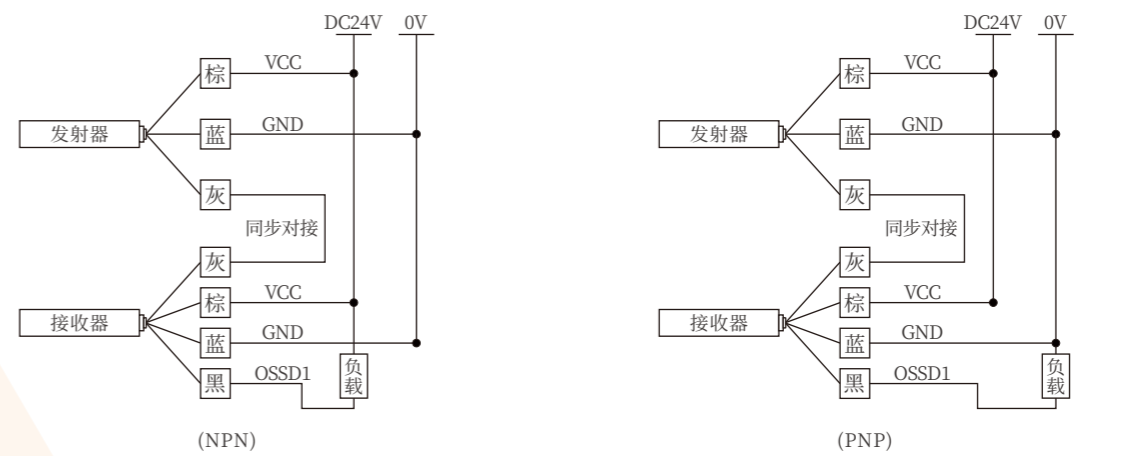 DC24V 0V
棕 VCC
发射器 蓝 GND
灰
同步对接
灰
棕 VCC
接收器 蓝 GND
黑 OSSD1
负载
(NPN)
DC24V 0V
棕 VCC
发射器 蓝 GND
灰
同步对接
灰
棕 VCC
接收器 蓝 GND
黑 OSSD1
负载
(PNP)